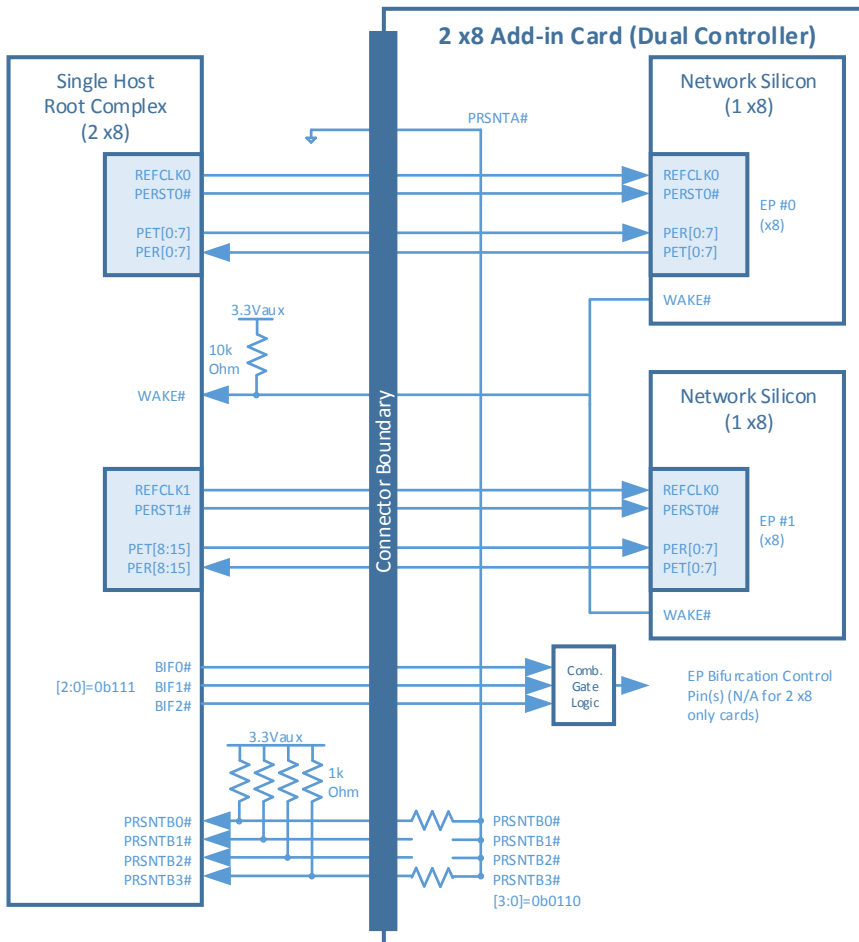 2 x8 Add-in Card (Dual Controller)
Single Host
Root Complex
(2 x8)
Network Silicon
(1 x8)
PRSNTA#
REFCLK0
PERST0#
PET[0:7]
PER[0:7]
REFCLK0
PERST0#
PER[0:7]
PET[0:7]
EP #0
(x8)
WAKE#
3.3Vaux
10k
Ohm
WAKE#
Connector Boundary
Network Silicon
(1 x8)
REFCLK1
PERST1#
PET[8:15]
PER[8:15]
REFCLK0
PERST0#
PER[0:7]
PET[0:7]
EP #1
(x8)
WAKE#
BIF0#
[2:0]=0b111 BIF1#
BIF2#
Comb.
Gate
Logic
EP Bifurcation Control
Pin(s) (N/A for 2 x8
only cards)
3.3Vaux
1k
Ohm
PRSNTB0#
PRSNTB1#
PRSNTB2#
PRSNTB3#
PRSNTB0#
PRSNTB1#
PRSNTB2#
PRSNTB3#
[3:0]=0b0110